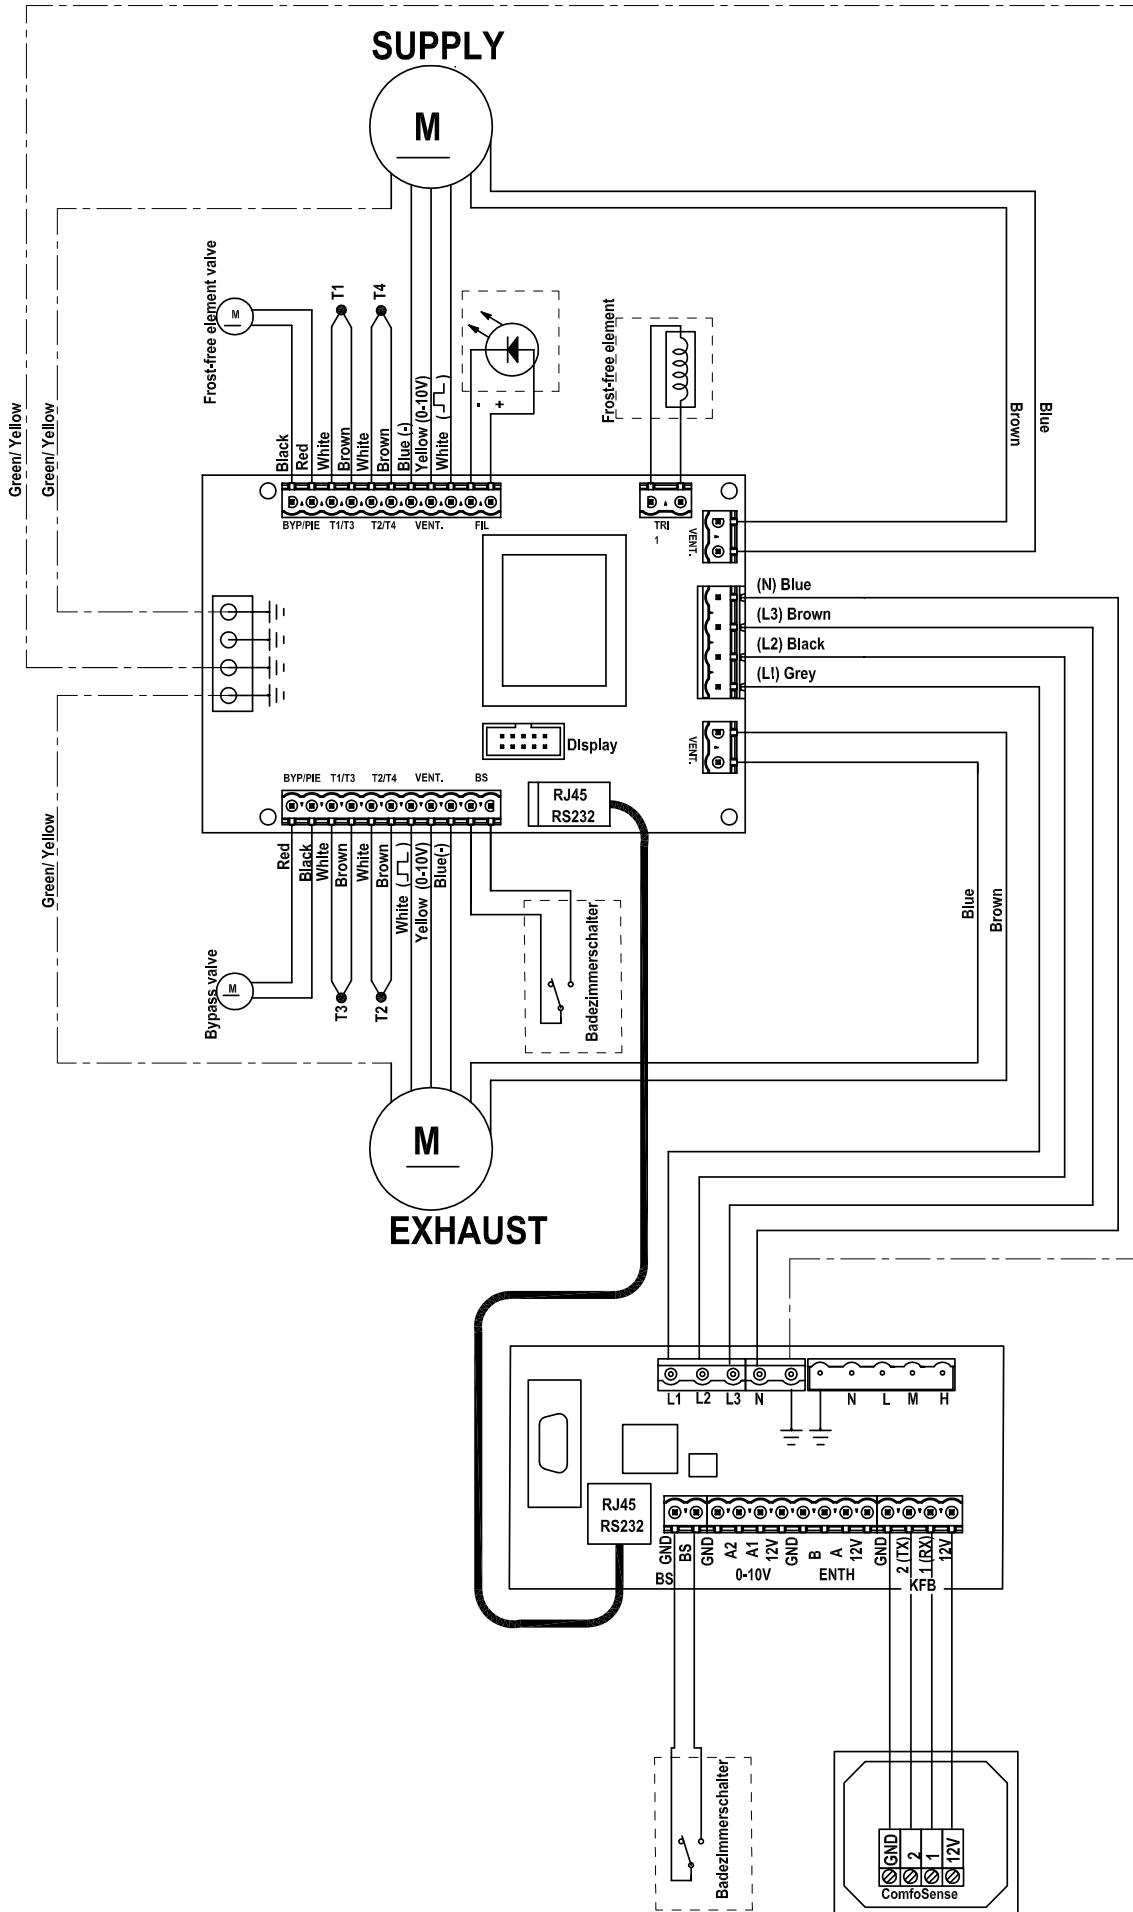 SUPPLY
M
Frost-free element valve
M
T1
T4
Frost-free element
Green/ Yellow
Green/ Yellow
Brown
Blue
Black
Red
White
Brown
White
Brown
Blue (-)
Yellow (0-10V)
White ( )
- +
BYP/PIE T1/T3 T2/T4 VENT. FIL
TRI
1
VENT.
(N) Blue
(L3) Brown
(L2) Black
(L!) Grey
DIsplay
VENT.
BYP/PIE T1/T3 T2/T4 VENT. BS
RJ45
RS232
Red
Black
White
Brown
White
Brown
White ( )
Yellow (0-10V)
Blue(-)
Green/ Yellow
Blue
Brown
Bypass valve
M
T3
T2
Badezimmerschalter
M
EXHAUST
L1 L2 L3 N
N L M H
RJ45
RS232
GND
BS
GND
A2
A1
12V
GND
B
A
12V
GND
2 (TX)
1 (RX)
12V
BS
0-10V
ENTH
KFB
BadezImmerschalter
GND
2
1
12V
ComfoSense